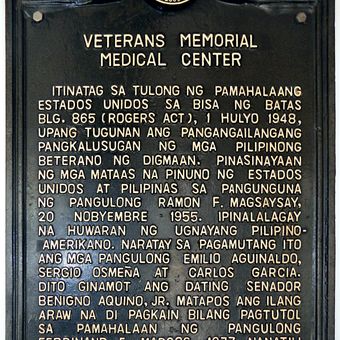 VETERANS MEMORIAL
MEDICAL CENTER
ITINATAG SA TULONG NG PAMAHALAANG
ESTADOS UNIDOS SA BISA NG BATAS
BLG. 865 (ROGERS ACT), 1 HULYO 1948,
UPANG TUGUNAN ANG PANGANGAILANGANG
PANGKALUSUGAN NG MGA PILIPINONG
BETERANO NG DIGMAAN. PINASINAYAAN
NG MGA MATAAS NA PINUNO NG ESTADOS
UNIDOS AT PILIPINAS SA PANGUNGUNA
NG PANGULONG RAMON F. MAGSAYSAY,
20 NOBYEMBRE 1955. IPINALALAGAY
NA HUWARAN NG UGNAYANG PILIPINO-
AMERIKANO. NARATAY SA PAGAMUTANG ITO
ANG MGA PANGULONG EMILIO AGUINALDO,
SERGIO OSMEÑA AT CARLOS GARCIA.
DITO GINAMOT ANG DATING SENADOR
BENIGNO AQUINO, JR. MATAPOS ANG ILANG
ARAW NA DI PAGKAIN BILANG PAGTUTOL
SA PAMAHALAAN NG PANGULONG
FERDINAND E. MARCOS, 1977. NANATILI